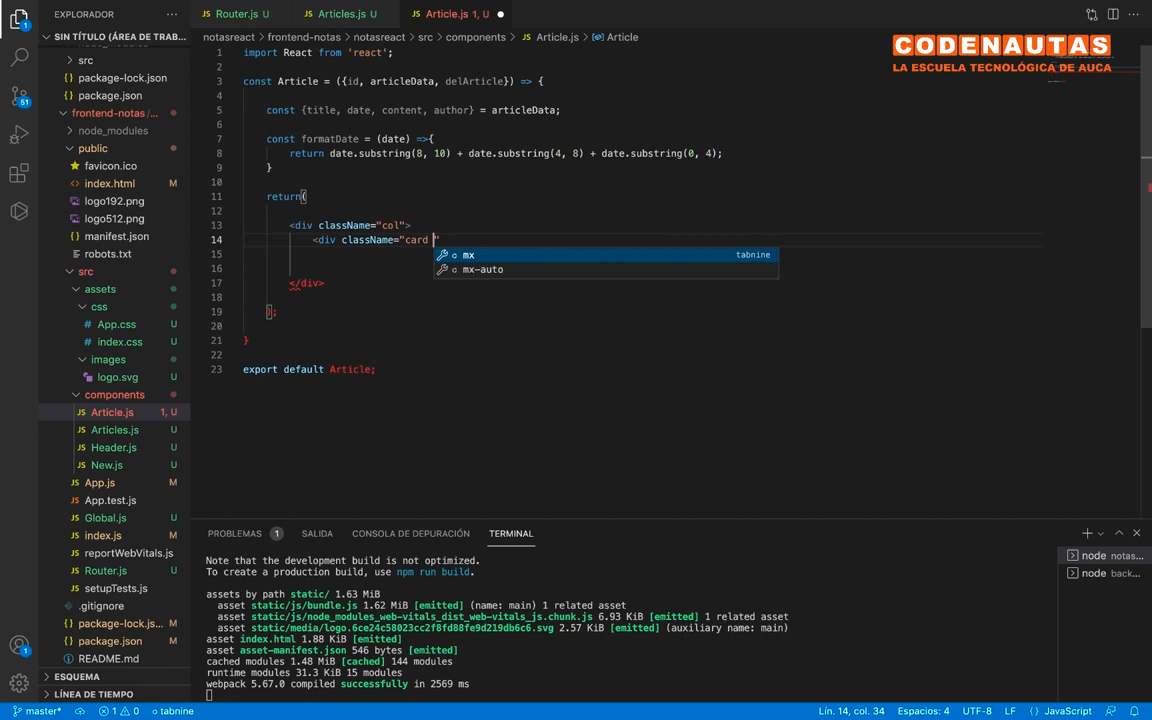 EXPLORADOR
SIN TÍTULO (ÁREA DE TRAB...
node_modules
src
package-lock.json
package.json
frontend-notas/...
node_modules
public
favicon.ico
index.html M
logo192.png
logo512.png
manifest.json
robots.txt
src
assets
css
App.css U
index.css U
images
logo.svg U
components
Article.js 1, U
Articles.js U
Header.js U
New.js U
App.js M
App.test.js
Global.js U
index.js M
reportWebVitals.js
Router.js U
setupTests.js
.gitignore
package-lock.js... M
package.json M
README.md
ESQUEMA
LÍNEA DE TIEMPO
Router.js U
Articles.js U
Article.js 1, U
notasreact > frontend-notas > notasreact > src > components > JS Article.js > Article
CODENAUTAS
LA ESCUELA TECNOLÓGICA DE AUCA
1 import React from 'react';
2
3 const Article = ({id, articleData, delArticle}) => {
4
5 const {title, date, content, author} = articleData;
6
7 const formatDate = (date) =>{
8 return date.substring(8, 10) + date.substring(4, 8) + date.substring(0, 4);
9 }
10
11 return(
12
13 <div className="col">
14 <div className="card "
mx tabnine
mx-auto
15
16
17 </div>
18
19 );
20
21 }
22
23 export default Article;
PROBLEMAS 1 SALIDA CONSOLA DE DEPURACIÓN TERMINAL
Note that the development build is not optimized.
To create a production build, use npm run build.
assets by path static/ 1.63 MiB
asset static/js/bundle.js 1.62 MiB [emitted] (name: main) 1 related asset
asset static/js/node_modules_web-vitals_dist_web-vitals_js.chunk.js 6.93 KiB [emitted] 1 related asset
asset static/media/logo.6ce24c58023cc2f8fd88fe9d219db6c6.svg 2.57 KiB [emitted] (auxiliary name: main)
asset index.html 1.88 KiB [emitted]
asset asset-manifest.json 546 bytes [emitted]
cached modules 1.48 MiB [cached] 144 modules
runtime modules 31.3 KiB 15 modules
webpack 5.67.0 compiled successfully in 2569 ms
node notas...
node back...
master* 1 0 tabnine
Lín. 14, col. 34 Espacios: 4 UTF-8 LF JavaScript